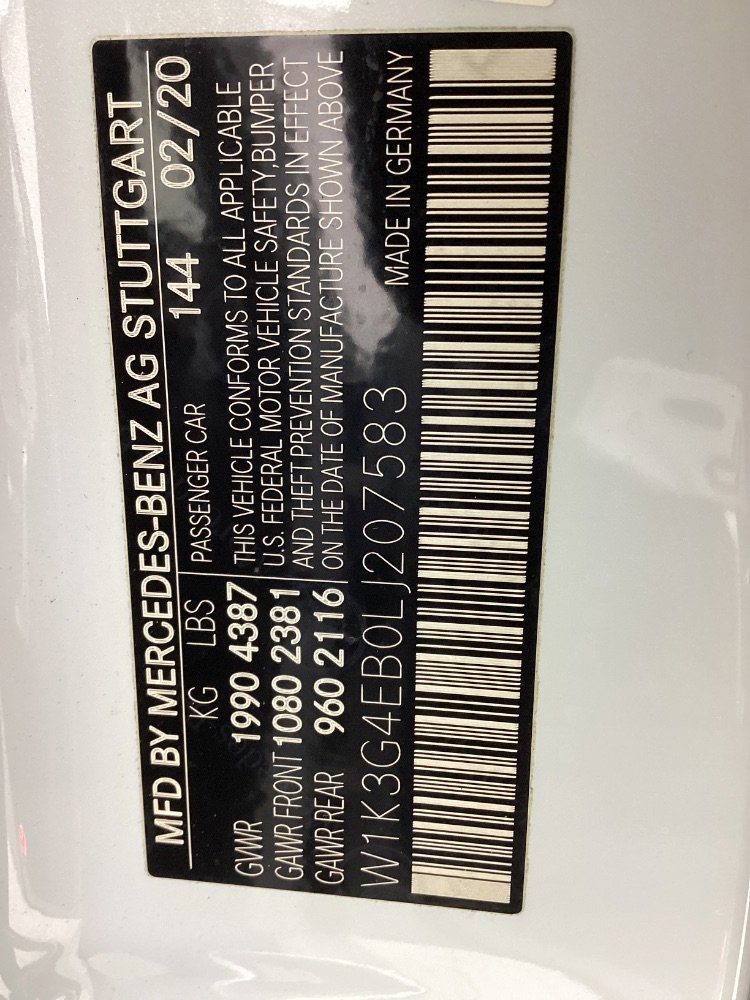 MFD BY MERCEDES-BENZ AG STUTTGART
KG LBS PASSENGER CAR 144 02/20
GVWR 1990 4387 THIS VEHICLE CONFORMS TO ALL APPLICABLE
GAWR FRONT 1080 2381 U.S. FEDERAL MOTOR VEHICLE SAFETY,BUMPER
GAWR REAR 960 2116 AND THEFT PREVENTION STANDARDS IN EFFECT
ON THE DATE OF MANUFACTURE SHOWN ABOVE
W1K3G4EB0LJ207583 MADE IN GERMANY